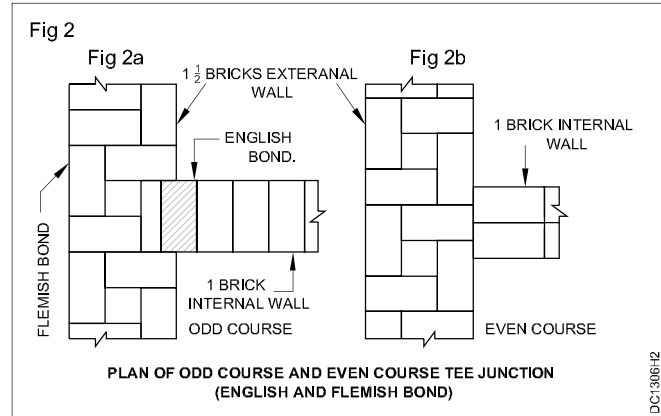 Fig 2
Fig 2a
1 1/2 BRICKS EXTERANAL
WALL
Fig 2b
ENGLISH
BOND.
1 BRICK INTERNAL
WALL
FLEMISH BOND
1 BRICK
INTERNAL WALL
ODD COURSE
EVEN COURSE
PLAN OF ODD COURSE AND EVEN COURSE TEE JUNCTION
(ENGLISH AND FLEMISH BOND)
DC1306H2